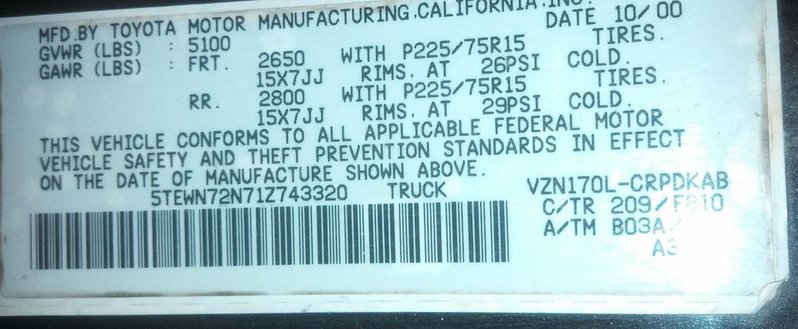 MFD.BY TOYOTA MOTOR MANUFACTURING.CALIFORNIA.INC.
GVWR (LBS) : 5100 DATE 10/00
GAWR (LBS) : FRT. 2650 WITH P225/75R15 TIRES.
15X7JJ RIMS. AT 26PSI COLD.
RR. 2800 WITH P225/75R15 TIRES.
15X7JJ RIMS. AT 29PSI COLD.
THIS VEHICLE CONFORMS TO ALL APPLICABLE FEDERAL MOTOR
VEHICLE SAFETY AND THEFT PREVENTION STANDARDS IN EFFECT
ON THE DATE OF MANUFACTURE SHOWN ABOVE.
5TEWN72N71Z743320 TRUCK VZN170L-CRPDKAB
C/TR 209/
A/TM B03A/